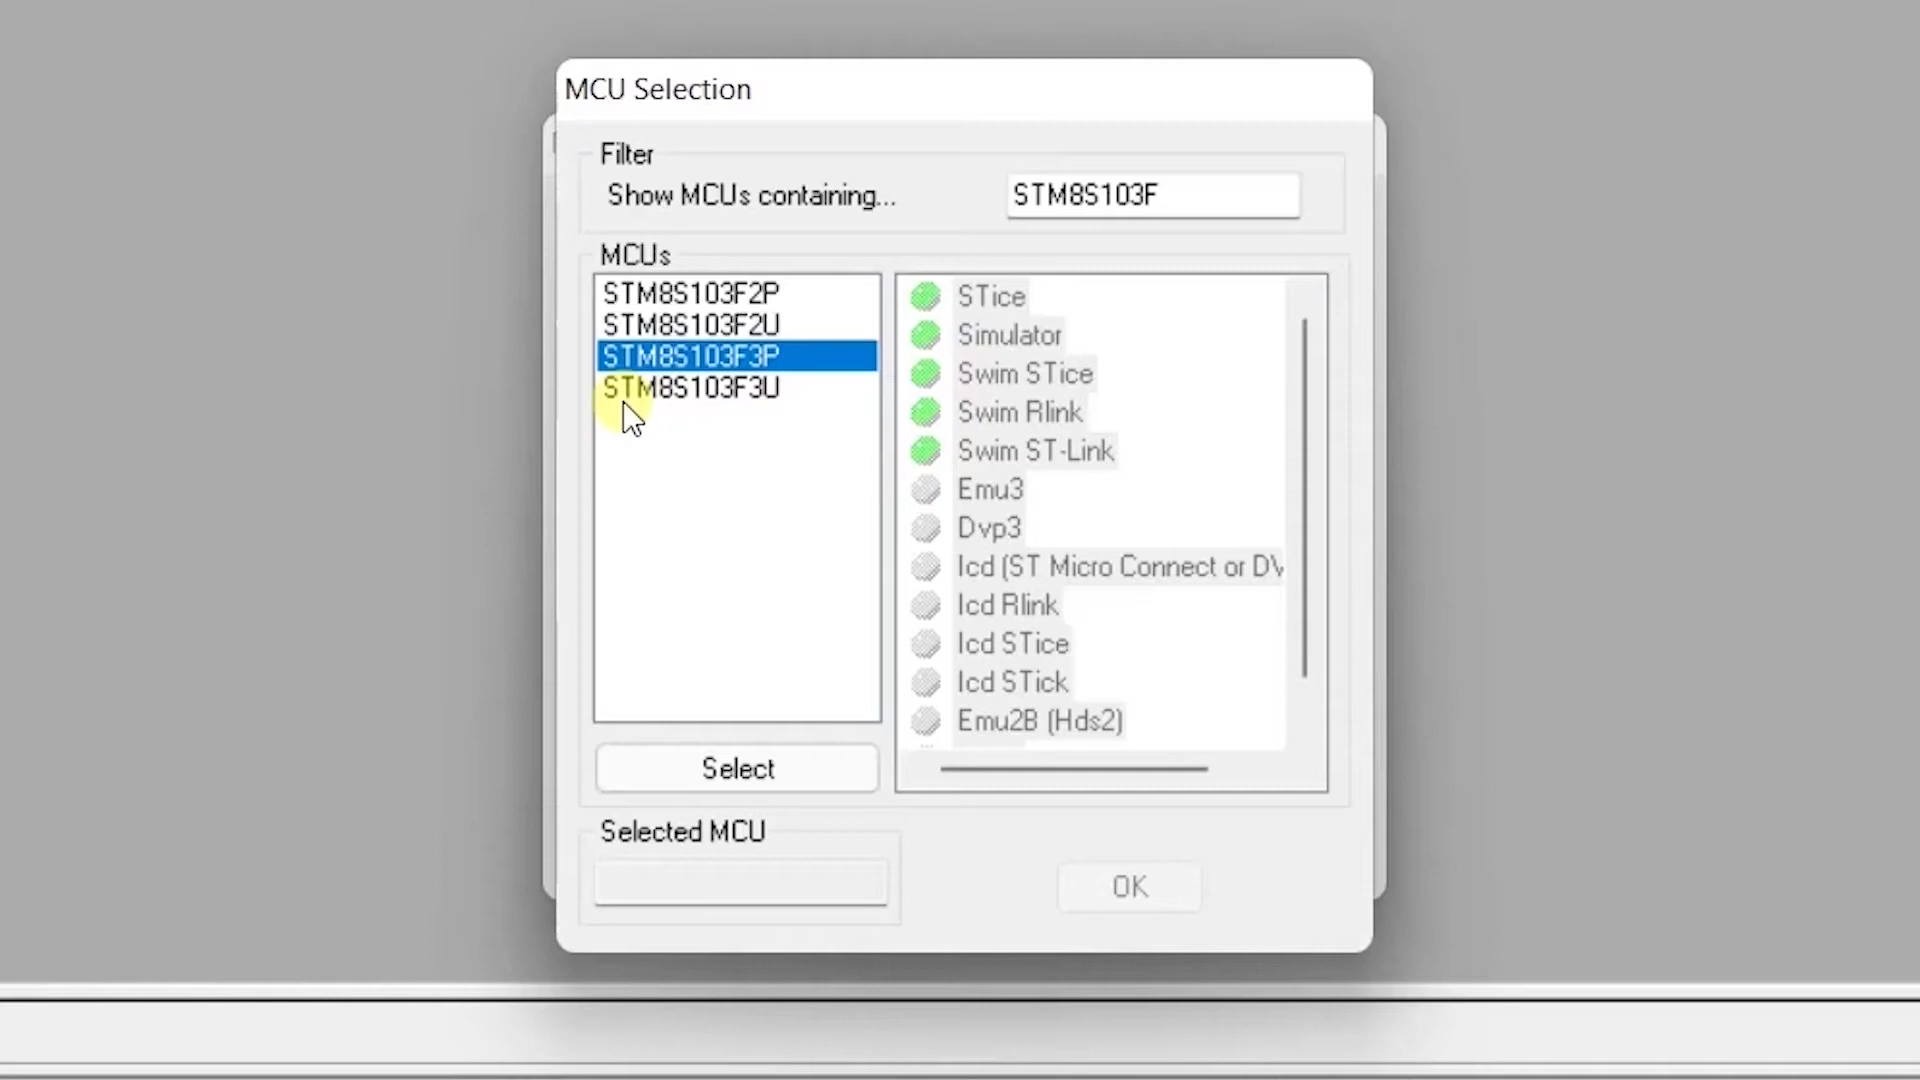 MCU Selection
Filter
Show MCUs containing...
STM8S103F
MCUs
STM8S103F2P
STM8S103F2U
STM8S103F3P
STM8S103F3U
STice
Simulator
Swim STice
Swim Rlink
Swim ST-Link
Emu3
Dvp3
Icd (ST Micro Connect or DV
Icd Rlink
Icd STice
Icd STick
Emu2B (Hds2)
Select
Selected MCU
OK